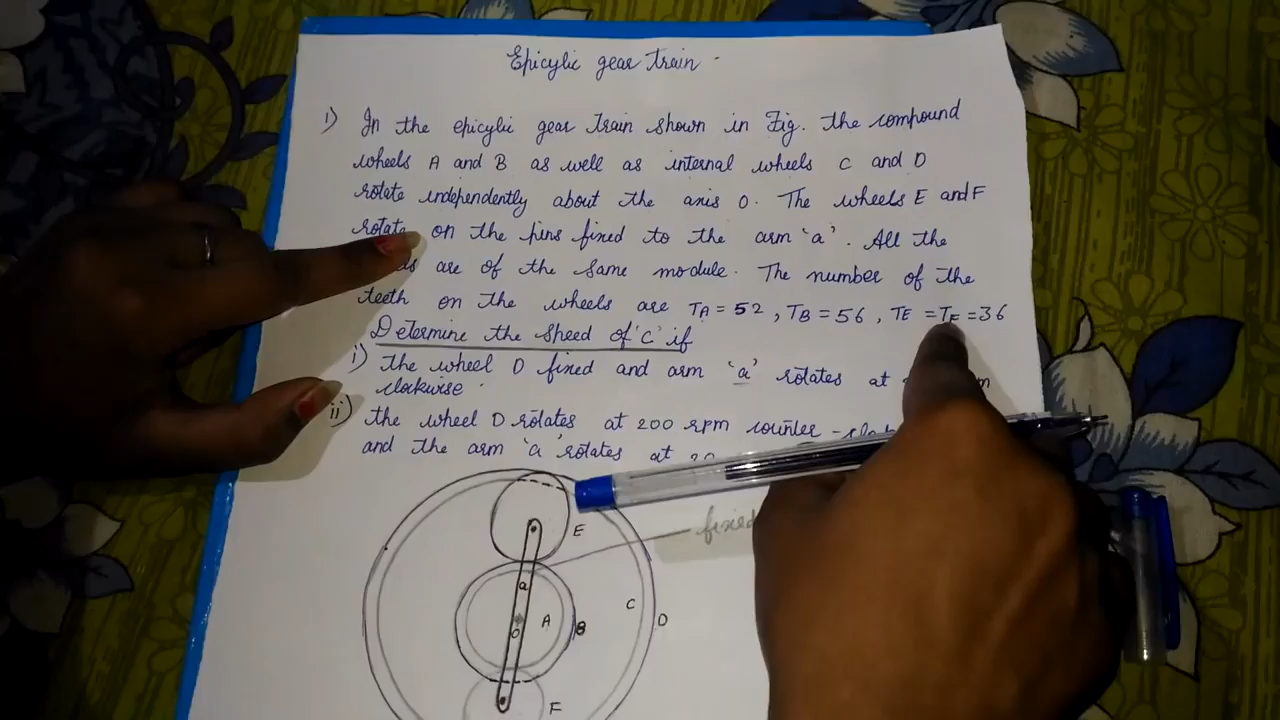 Epicylic gear train
i) In the epicylic gear train shown in Fig. the compound
wheels A and B as well as internal wheels C and D
rotate independently about the axis O. The wheels E and F
rotate on the pins fixed to the arm 'a'. All the
are of the same module. The number of the
teeth on the wheels are TA = 52, TB = 56, TE = TF = 36
Determine the speed of 'C' if
i) the wheel D fixed and arm 'a' rotates at
clockwise.
ii) the wheel D rotates at 200 rpm counter-
and the arm 'a' rotates at 20
E
fixed
a
C
A
B
D
O
F